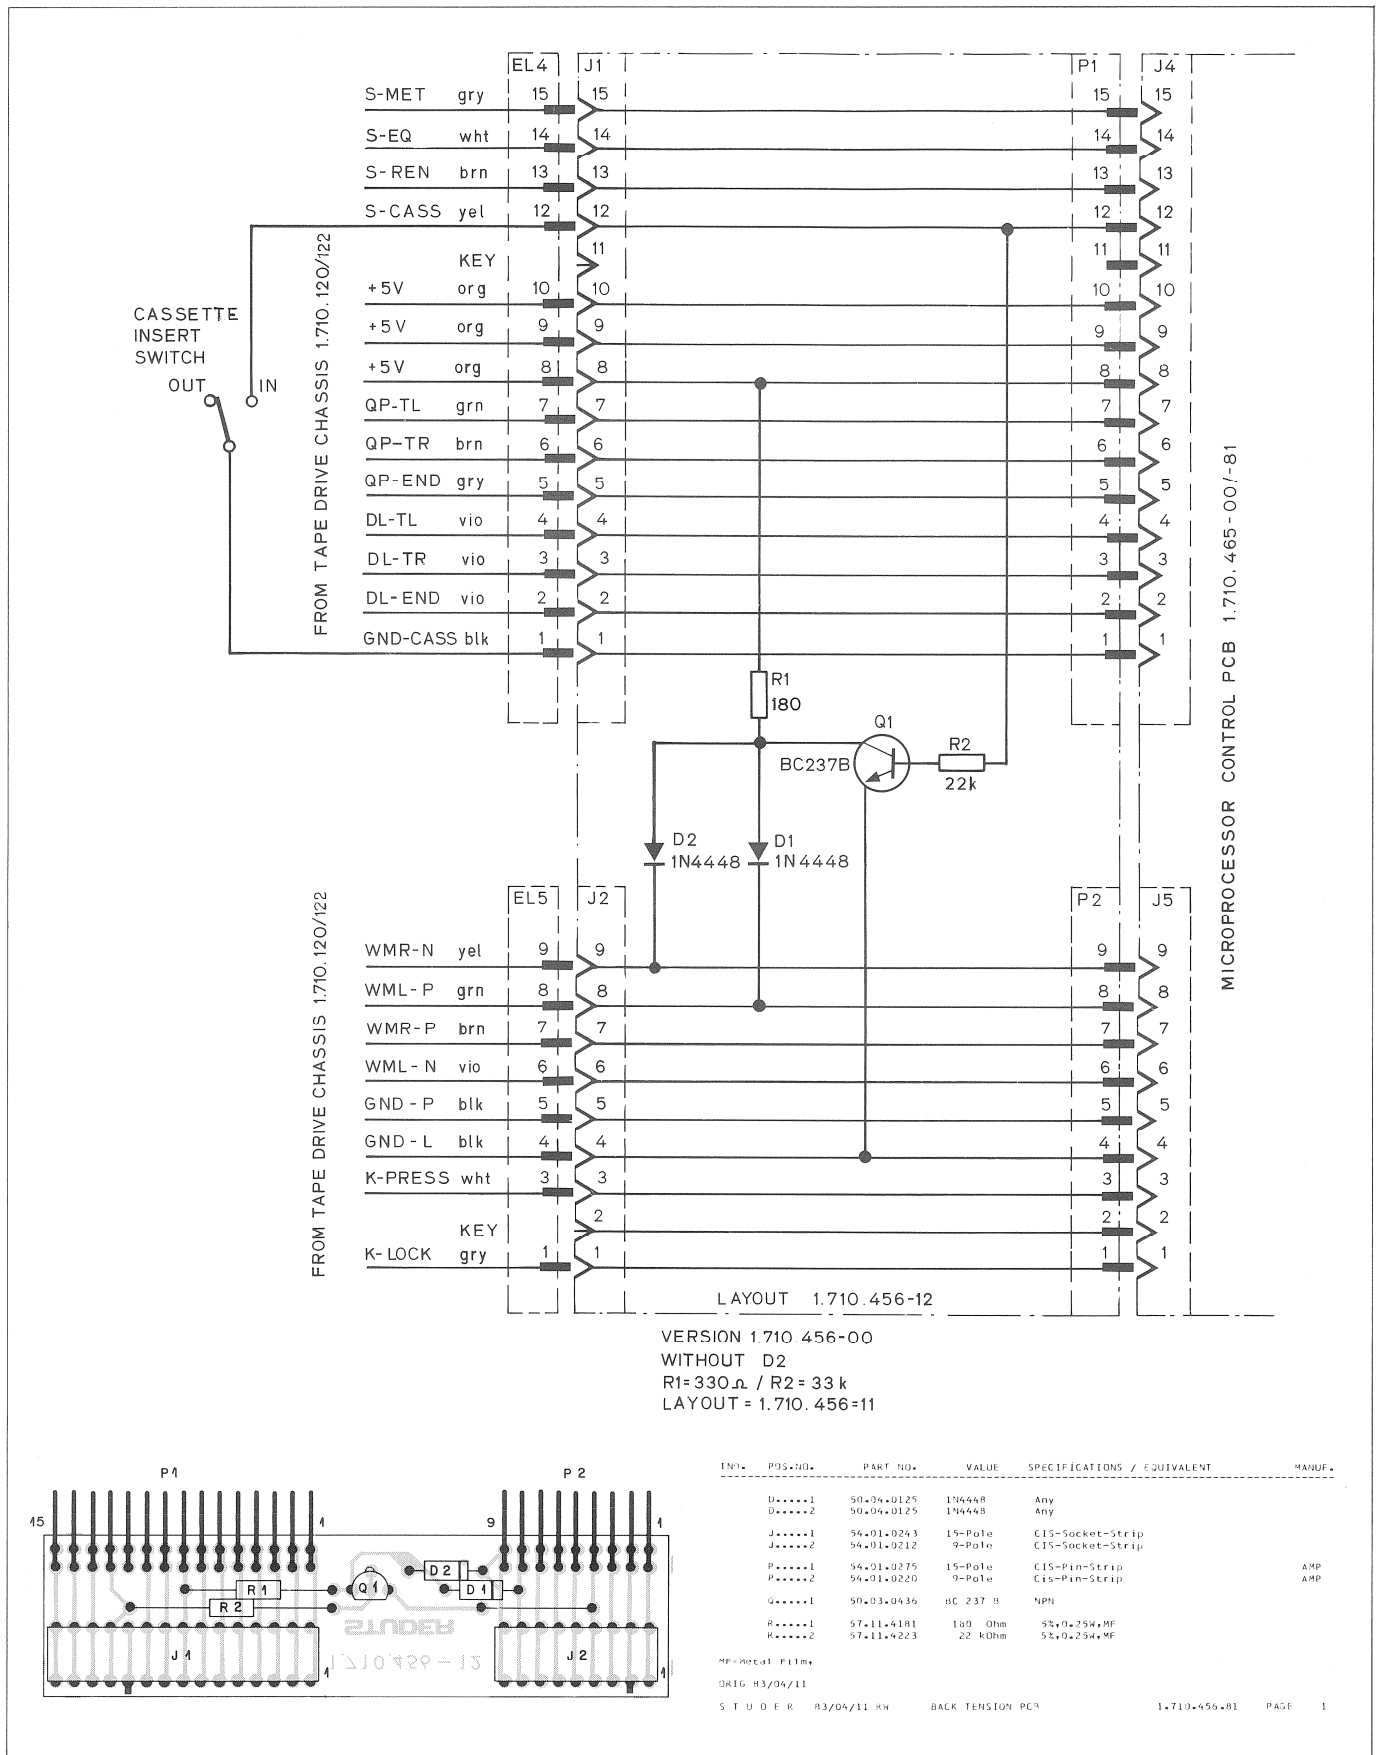 EL4 J1 P1 J4
S-MET gry 15 15 15 15
S-EQ wht 14 14 14 14
S-REN brn 13 13 13 13
S-CASS yel 12 12 12 12
KEY 11 11 11
+5V org 10 10 10 10
+5V org 9 9 9 9
+5V org 8 8 8 8
QP-TL grn 7 7 7 7
QP-TR brn 6 6 6 6
QP-END gry 5 5 5 5
DL-TL vio 4 4 4 4
DL-TR vio 3 3 3 3
DL-END vio 2 2 2 2
GND-CASS blk 1 1 1 1
CASSETTE
INSERT
SWITCH
OUT IN
FROM TAPE DRIVE CHASSIS 1.710.120/122
MICROPROCESSOR CONTROL PCB 1.710.465-00/-81
R1
180
Q1
BC237B
R2
22k
D2
1N4448
D1
1N4448
EL5 J2 P2 J5
FROM TAPE DRIVE CHASSIS 1.710.120/122
WMR-N yel 9 9 9 9
WML-P grn 8 8 8 8
WMR-P brn 7 7 7 7
WML-N vio 6 6 6 6
GND-P blk 5 5 5 5
GND-L blk 4 4 4 4
K-PRESS wht 3 3 3 3
KEY 2 2 2
K-LOCK gry 1 1 1 1
LAYOUT 1.710.456-12
VERSION 1.710.456-00
WITHOUT D2
R1=330Ω / R2=33k
LAYOUT=1.710.456=11
P1 P2
15 1 9 1
D2
R1 Q1 D1
R2
STUDER
J1 1 1.710.456-12 J2 1
IND. POS.NO. PART NO. VALUE SPECIFICATIONS / EQUIVALENT MANUF.
D.....1 50.04.0125 1N4448 Any
D.....2 50.04.0125 1N4448 Any
J.....1 54.01.0243 15-Pole CIS-Socket-Strip
J.....2 54.01.0212 9-Pole CIS-Socket-Strip
P.....1 54.01.0275 15-Pole CIS-Pin-Strip AMP
P.....2 54.01.0220 9-Pole Cis-Pin-Strip AMP
Q.....1 50.03.0436 BC 237 B NPN
R.....1 57.11.4181 180 Ohm 5%,0.25W,MF
R.....2 57.11.4223 22 kOhm 5%,0.25W,MF
MF=Metal Film,
ORIG 83/04/11
STUDER 83/04/11 RW BACK TENSION PCB 1.710.456.81 PAGE 1